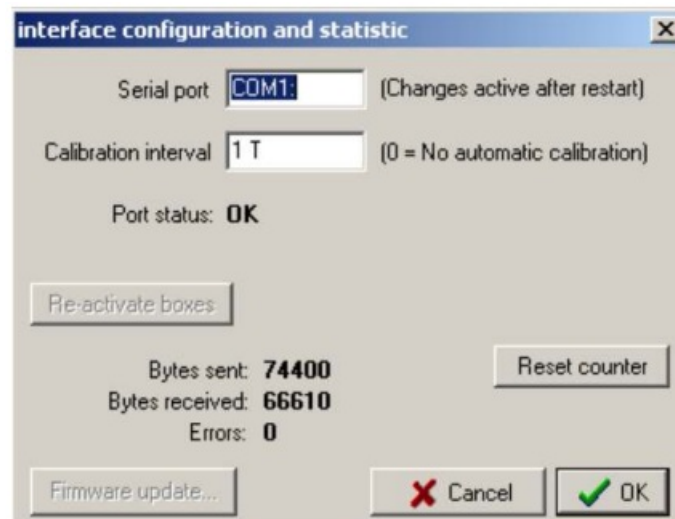 interface configuration and statistic
Serial port COM1: (Changes active after restart)
Calibration interval 1 T (0 = No automatic calibration)
Port status: OK
Re-activate boxes
Bytes sent: 74400
Reset counter
Bytes received: 66610
Errors: 0
Firmware update... Cancel OK